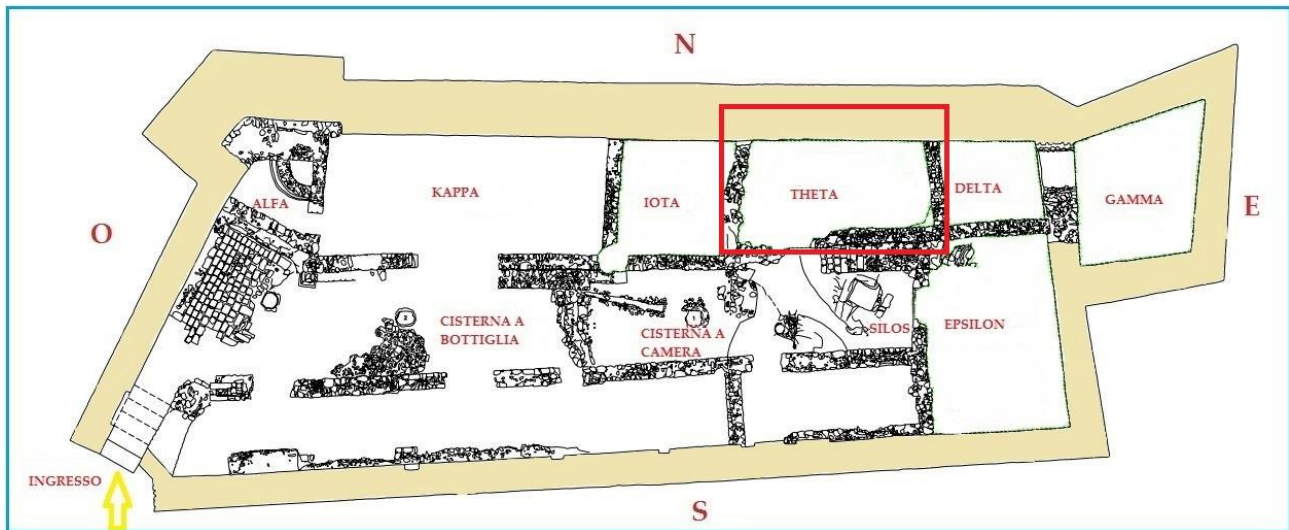 N
KAPPA
ALFA
IOTA
THETA
DELTA
GAMMA
O
E
CISTERNA A
BOTTIGLIA
CISTERNA A
CAMERA
SILOS
EPSILON
INGRESSO
S